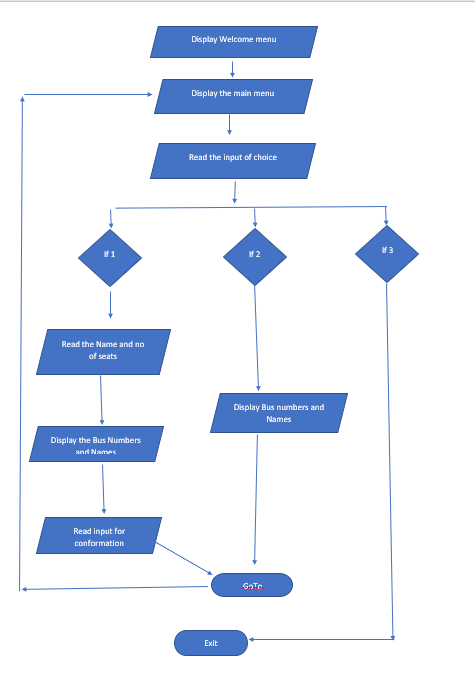 Display Welcome menu
Display the main menu
Read the input of choice
If 1
If 2
If 3
Read the Name and no
of seats
Display Bus numbers and
Names
Display the Bus Numbers
and Names
Read input for
conformation
GoTo
Exit